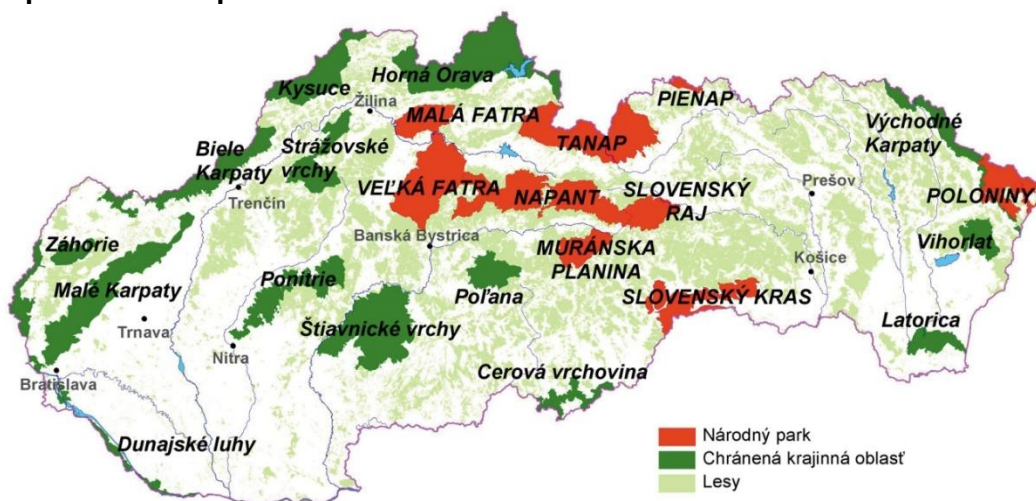 Horná Orava
Kysuce
Žilina
MALÁ FATRA
PIENAP
TANAP
Východné
Karpaty
Strážovské
vrchy
Biele
Karpaty
Trenčín
VEĽKÁ FATRA
NAPANT
SLOVENSKÝ
RAJ
Prešov
POLONINY
Záhorie
Banská Bystrica
MURÁNSKA
PLANINA
Vihorlat
Košice
Malé Karpaty
Ponitrie
Poľana
SLOVENSKÝ KRAS
Trnava
Štiavnické vrchy
Latorica
Nitra
Bratislava
Cerová vrchovina
Dunajské luhy
Národný park
Chránená krajinná oblasť
Lesy